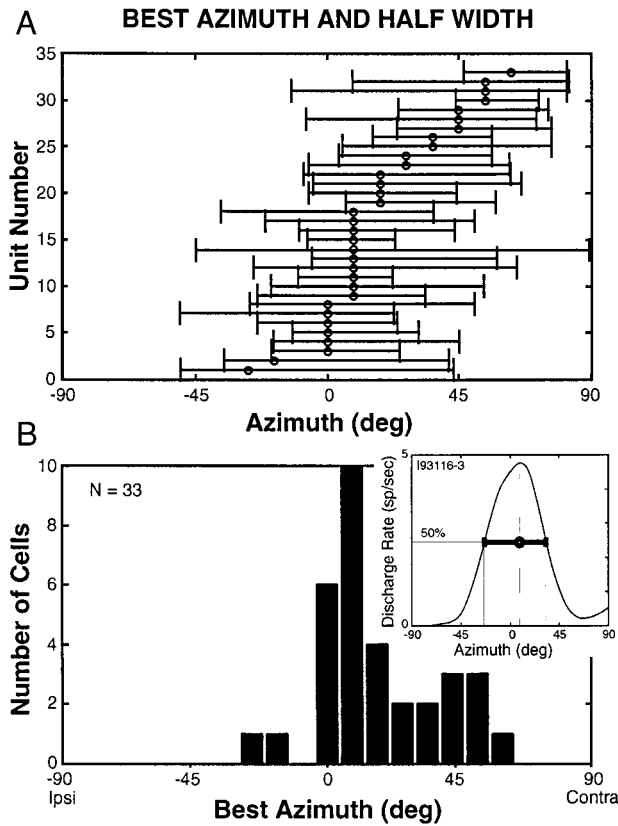 A
BEST AZIMUTH AND HALF WIDTH
35
30
25
20
15
10
5
0
Unit Number
-90
-45
0
45
90
Azimuth (deg)
B
N = 33
10
8
6
4
2
0
Number of Cells
-90
-45
0
45
90
Ipsi
Contra
Best Azimuth (deg)
I93116-3
5
0
50%
Discharge Rate (sp/sec)
-90
-45
0
45
90
Azimuth (deg)